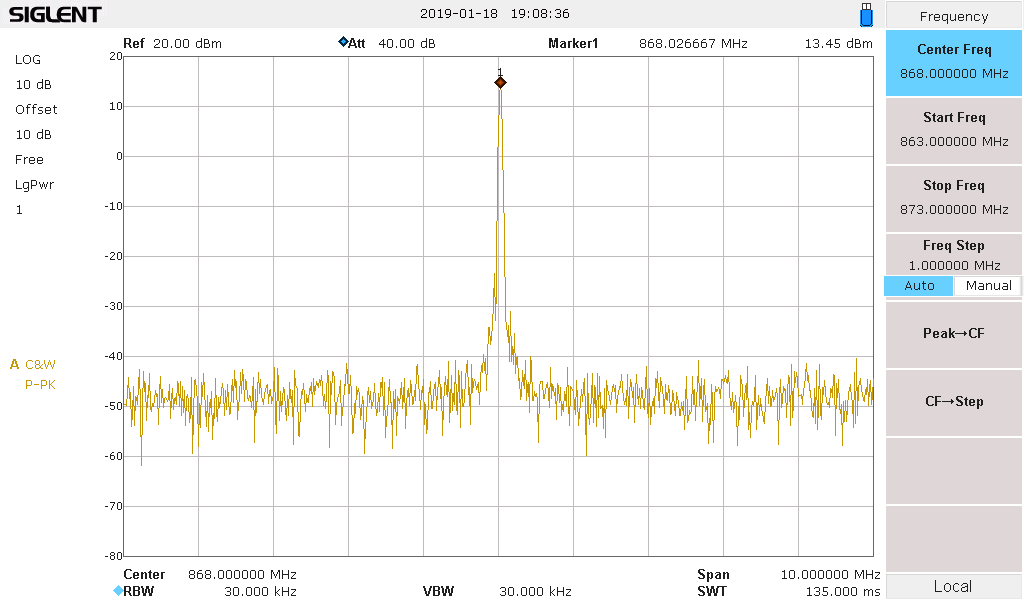 SIGLENT 2019-01-18 19:08:36 Frequency
Ref 20.00 dBm Att 40.00 dB Marker1 868.026667 MHz 13.45 dBm
LOG
10 dB
Offset
10 dB
Free
LgPwr
1
A C&W
P-PK
20
10
0
-10
-20
-30
-40
-50
-60
-70
-80
1
Center 868.000000 MHz Span 10.000000 MHz
RBW 30.000 kHz VBW 30.000 kHz SWT 135.000 ms
Center Freq
868.000000 MHz
Start Freq
863.000000 MHz
Stop Freq
873.000000 MHz
Freq Step
1.000000 MHz
Auto Manual
Peak→CF
CF→Step
Local